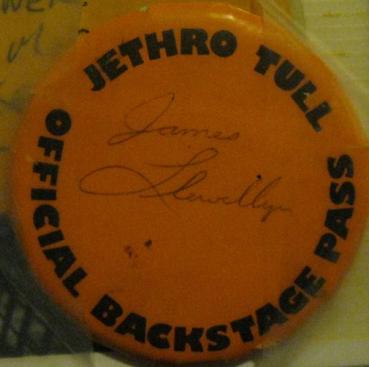 JETHRO TULL
James
Llewellyn
OFFICIAL BACKSTAGE PASS